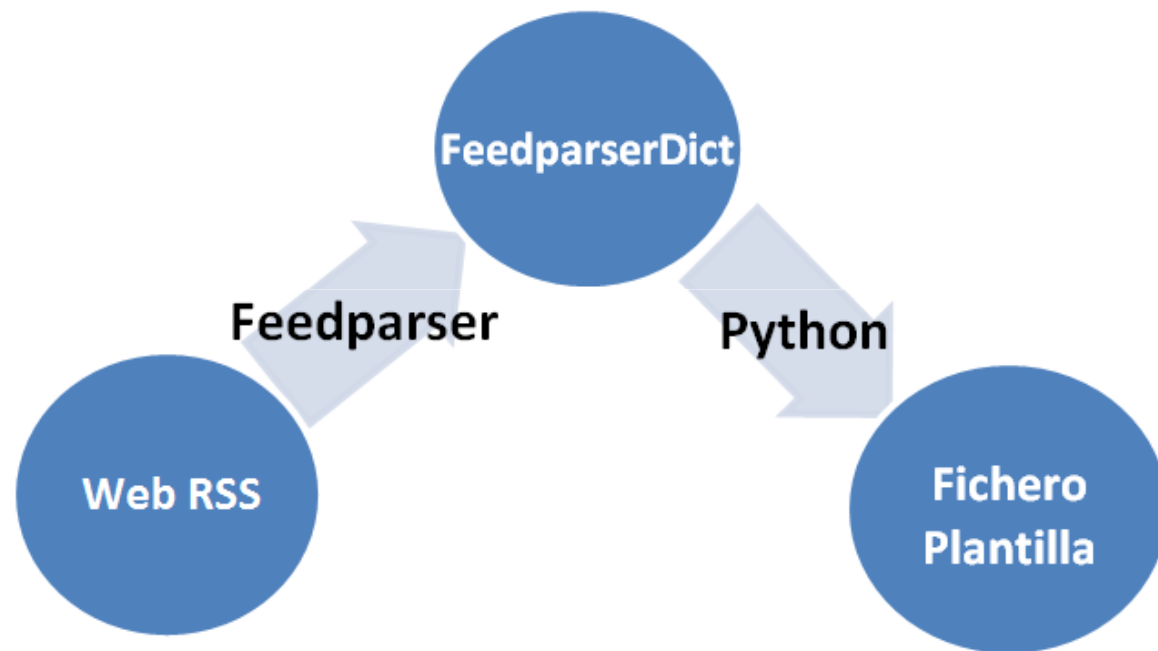 FeedparserDict
Feedparser
Python
Web RSS
Fichero
Plantilla